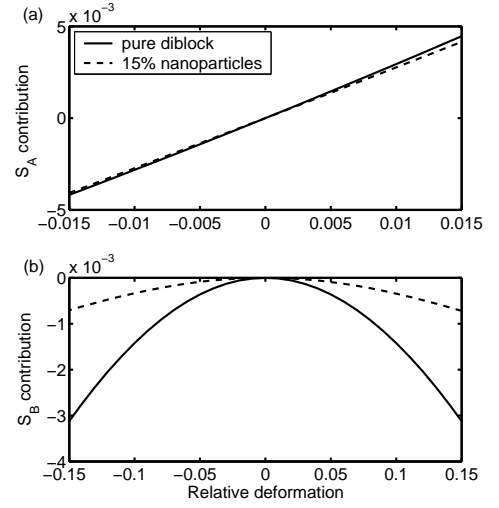 (a)
x 10⁻³
5
pure diblock
15% nanoparticles
0
S_A contribution
−5
−0.015 −0.01 −0.005 0 0.005 0.01 0.015
(b)
x 10⁻³
0
−1
−2
−3
−4
S_B contribution
−0.15 −0.1 −0.05 0 0.05 0.1 0.15
Relative deformation